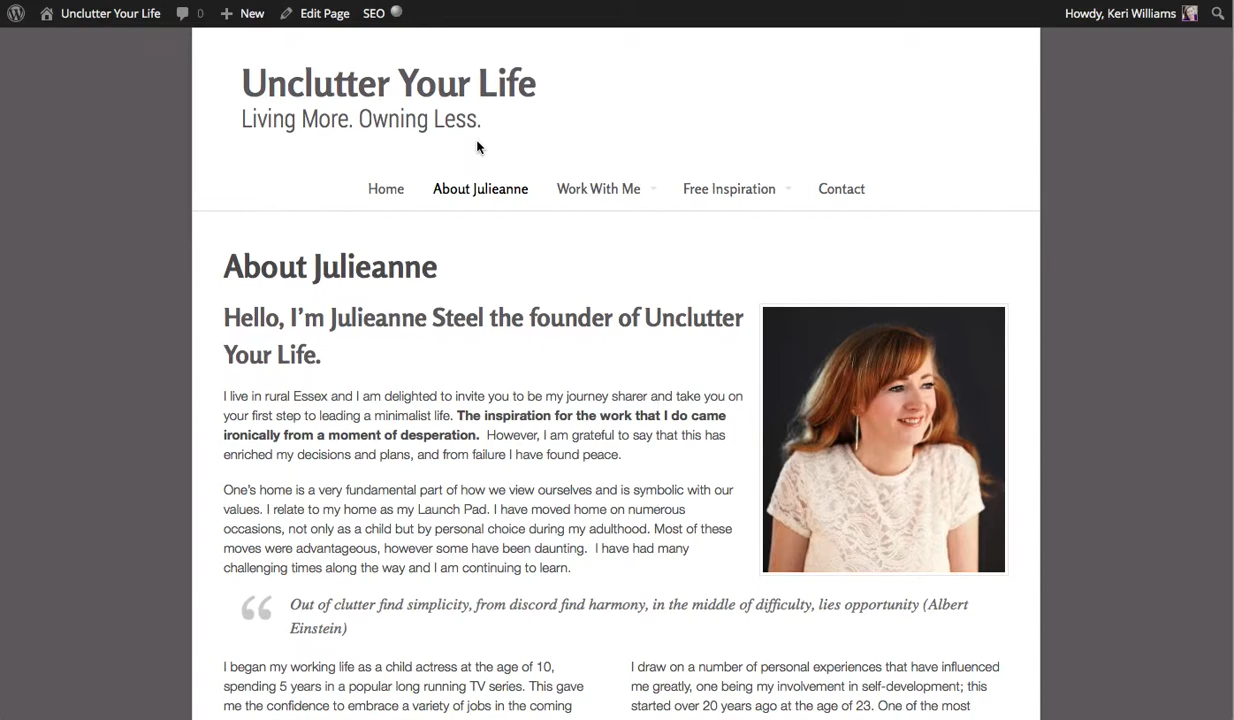 Unclutter Your Life 0 New Edit Page SEO Howdy, Keri Williams
Unclutter Your Life
Living More. Owning Less.
Home About Julieanne Work With Me Free Inspiration Contact
About Julieanne
Hello, I'm Julieanne Steel the founder of Unclutter
Your Life.
I live in rural Essex and I am delighted to invite you to be my journey sharer and take you on
your first step to leading a minimalist life. The inspiration for the work that I do came
ironically from a moment of desperation. However, I am grateful to say that this has
enriched my decisions and plans, and from failure I have found peace.
One's home is a very fundamental part of how we view ourselves and is symbolic with our
values. I relate to my home as my Launch Pad. I have moved home on numerous
occasions, not only as a child but by personal choice during my adulthood. Most of these
moves were advantageous, however some have been daunting. I have had many
challenging times along the way and I am continuing to learn.
Out of clutter find simplicity, from discord find harmony, in the middle of difficulty, lies opportunity (Albert
Einstein)
I began my working life as a child actress at the age of 10,
spending 5 years in a popular long running TV series. This gave
me the confidence to embrace a variety of jobs in the coming
I draw on a number of personal experiences that have influenced
me greatly, one being my involvement in self-development; this
started over 20 years ago at the age of 23. One of the most